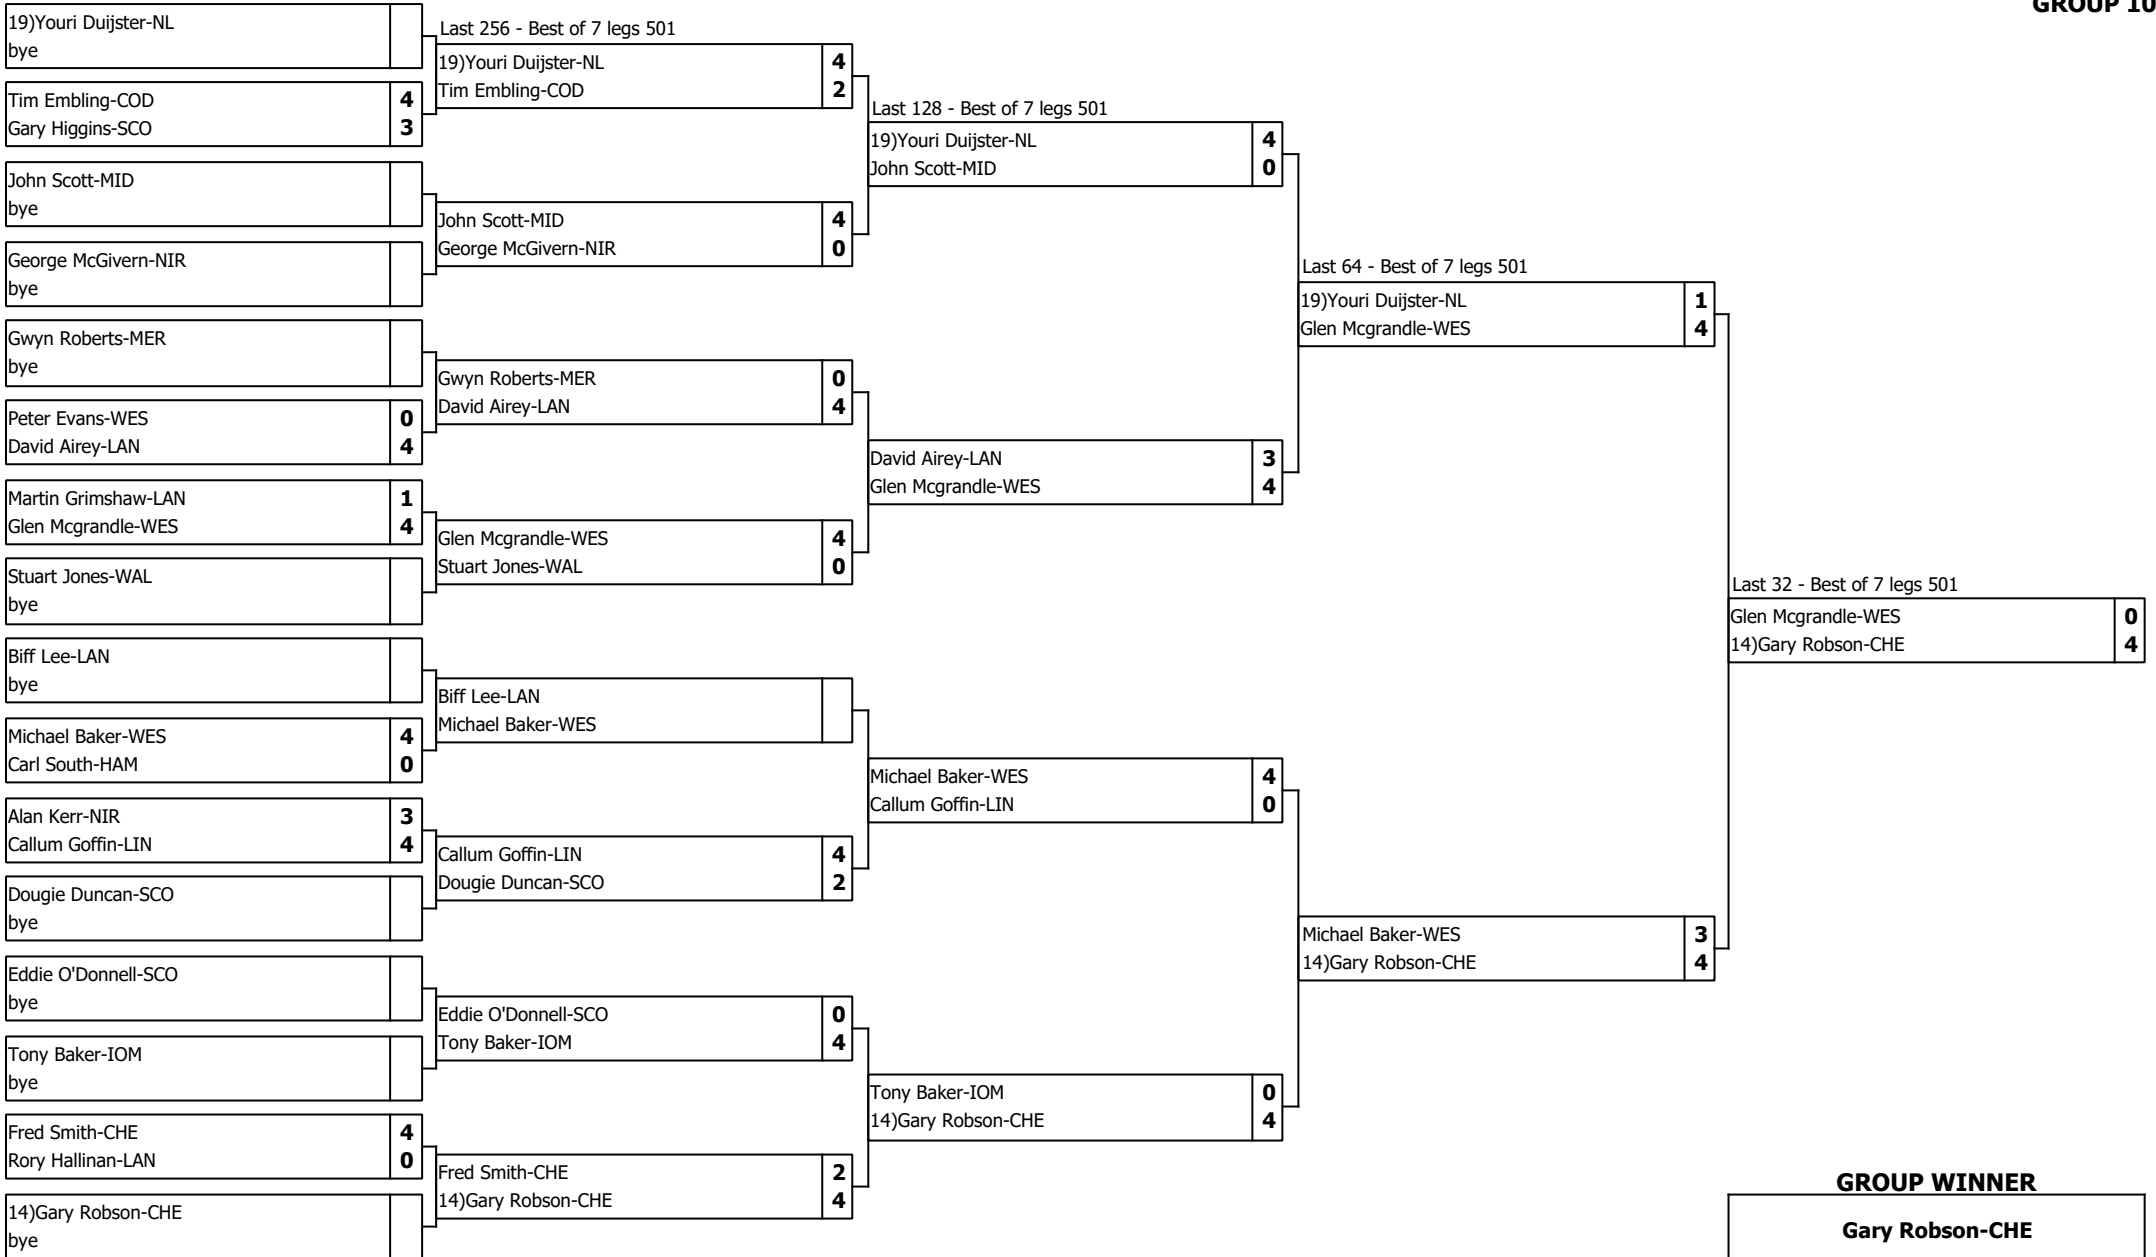 GROUP 10
19)Youri Duijster-NL
bye
Tim Embling-COD 4
Gary Higgins-SCO 3
John Scott-MID
bye
George McGivern-NIR
bye
Gwyn Roberts-MER
bye
Peter Evans-WES 0
David Airey-LAN 4
Martin Grimshaw-LAN 1
Glen Mcgrandle-WES 4
Stuart Jones-WAL
bye
Biff Lee-LAN
bye
Michael Baker-WES 4
Carl South-HAM 0
Alan Kerr-NIR 3
Callum Goffin-LIN 4
Dougie Duncan-SCO
bye
Eddie O'Donnell-SCO
bye
Tony Baker-IOM
bye
Fred Smith-CHE 4
Rory Hallinan-LAN 0
14)Gary Robson-CHE
bye
Last 256 - Best of 7 legs 501
19)Youri Duijster-NL 4
Tim Embling-COD 2
John Scott-MID 4
George McGivern-NIR 0
Gwyn Roberts-MER 0
David Airey-LAN 4
Glen Mcgrandle-WES 4
Stuart Jones-WAL 0
Biff Lee-LAN
Michael Baker-WES
Callum Goffin-LIN 4
Dougie Duncan-SCO 2
Eddie O'Donnell-SCO 0
Tony Baker-IOM 4
Fred Smith-CHE 2
14)Gary Robson-CHE 4
Last 128 - Best of 7 legs 501
19)Youri Duijster-NL 4
John Scott-MID 0
David Airey-LAN 3
Glen Mcgrandle-WES 4
Michael Baker-WES 4
Callum Goffin-LIN 0
Tony Baker-IOM 0
14)Gary Robson-CHE 4
Last 64 - Best of 7 legs 501
19)Youri Duijster-NL 1
Glen Mcgrandle-WES 4
Michael Baker-WES 3
14)Gary Robson-CHE 4
Last 32 - Best of 7 legs 501
Glen Mcgrandle-WES 0
14)Gary Robson-CHE 4
GROUP WINNER
Gary Robson-CHE